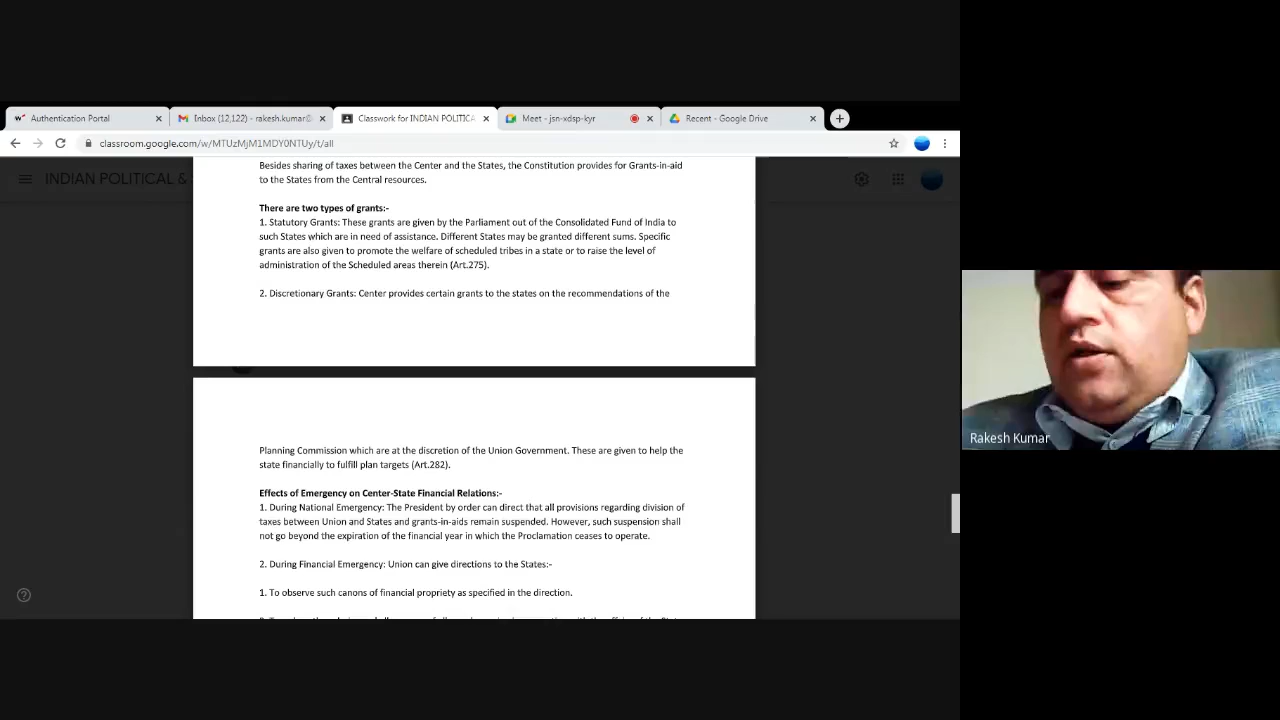 Authentication Portal
Inbox (12,122) - rakesh.kumar@
Classwork for INDIAN POLITICA
Meet - jsn-xdsp-kyr
Recent - Google Drive
classroom.google.com/w/MTUzMjM1MDY0NTUy/t/all
INDIAN POLITICAL &
Besides sharing of taxes between the Center and the States, the Constitution provides for Grants-in-aid
to the States from the Central resources.
There are two types of grants:-
1. Statutory Grants: These grants are given by the Parliament out of the Consolidated Fund of India to
such States which are in need of assistance. Different States may be granted different sums. Specific
grants are also given to promote the welfare of scheduled tribes in a state or to raise the level of
administration of the Scheduled areas therein (Art.275).
2. Discretionary Grants: Center provides certain grants to the states on the recommendations of the
Planning Commission which are at the discretion of the Union Government. These are given to help the
state financially to fulfill plan targets (Art.282).
Effects of Emergency on Center-State Financial Relations:-
1. During National Emergency: The President by order can direct that all provisions regarding division of
taxes between Union and States and grants-in-aids remain suspended. However, such suspension shall
not go beyond the expiration of the financial year in which the Proclamation ceases to operate.
2. During Financial Emergency: Union can give directions to the States:-
1. To observe such canons of financial propriety as specified in the direction.
Rakesh Kumar